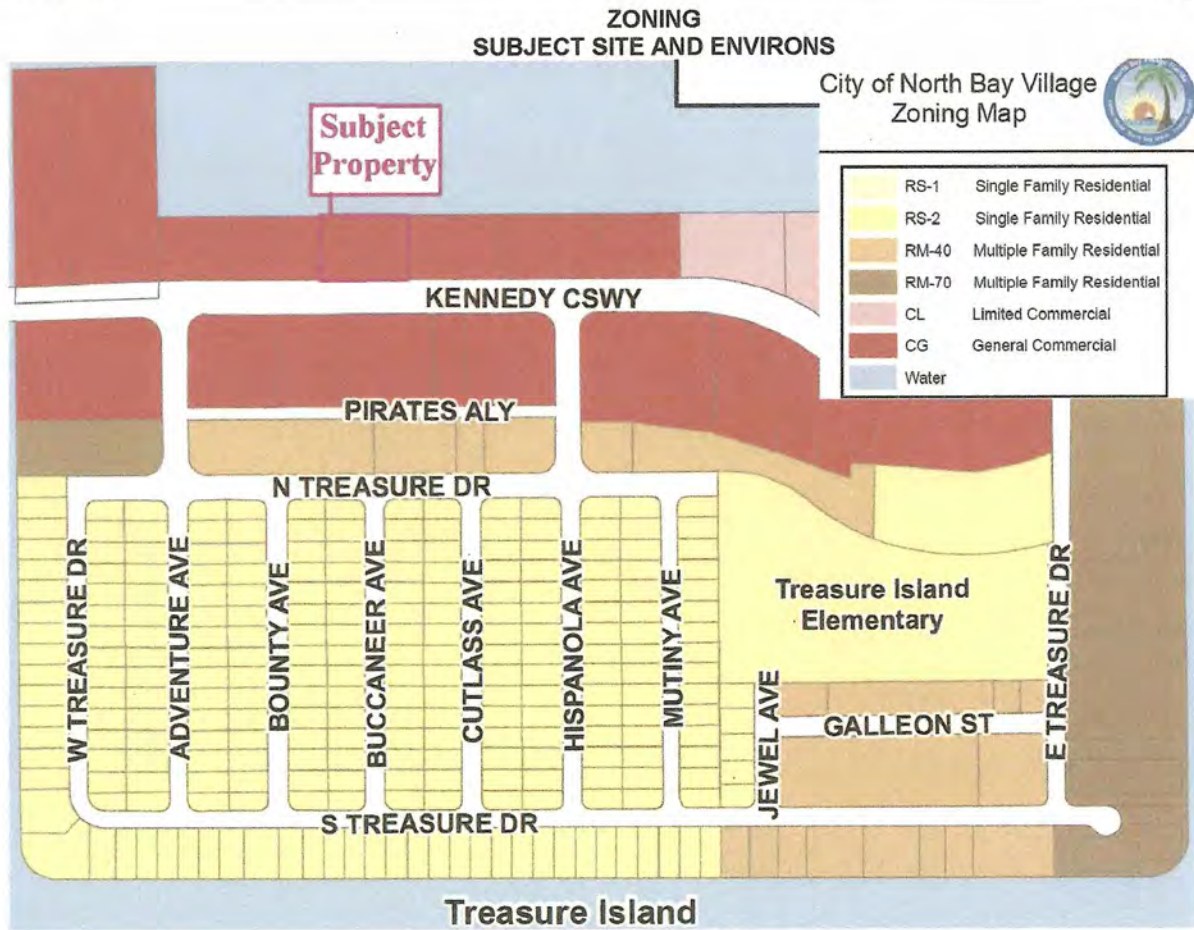 ZONING
SUBJECT SITE AND ENVIRONS
City of North Bay Village
Zoning Map
Subject
Property
RS-1 Single Family Residential
RS-2 Single Family Residential
RM-40 Multiple Family Residential
RM-70 Multiple Family Residential
CL Limited Commercial
CG General Commercial
Water
KENNEDY CSWY
PIRATES ALY
N TREASURE DR
W TREASURE DR
ADVENTURE AVE
BOUNTY AVE
BUCCANEER AVE
CUTLASS AVE
HISPANOLA AVE
MUTINY AVE
Treasure Island
Elementary
JEWEL AVE
GALLEON ST
E TREASURE DR
S TREASURE DR
Treasure Island